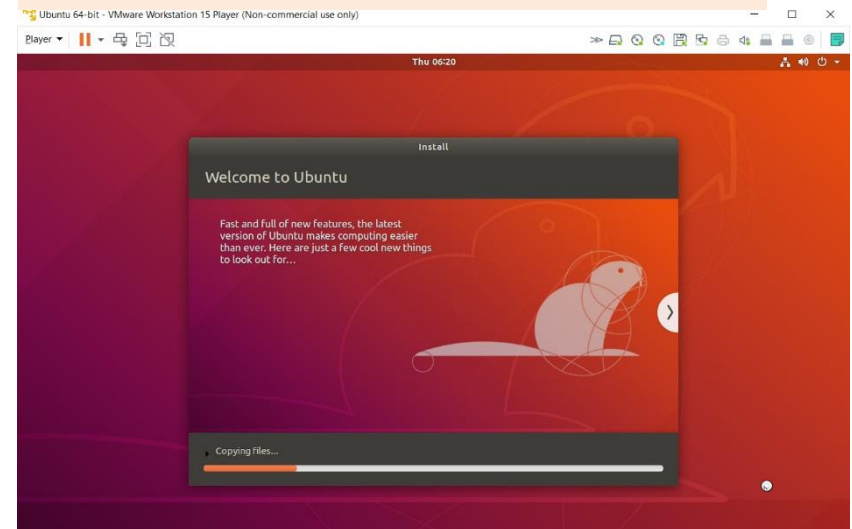 Ubuntu 64-bit - VMware Workstation 15 Player (Non-commercial use only)
Player
Thu 06:20
Install
Welcome to Ubuntu
Fast and full of new features, the latest
version of Ubuntu makes computing easier
than ever. Here are just a few cool new things
to look out for...
Copying files...